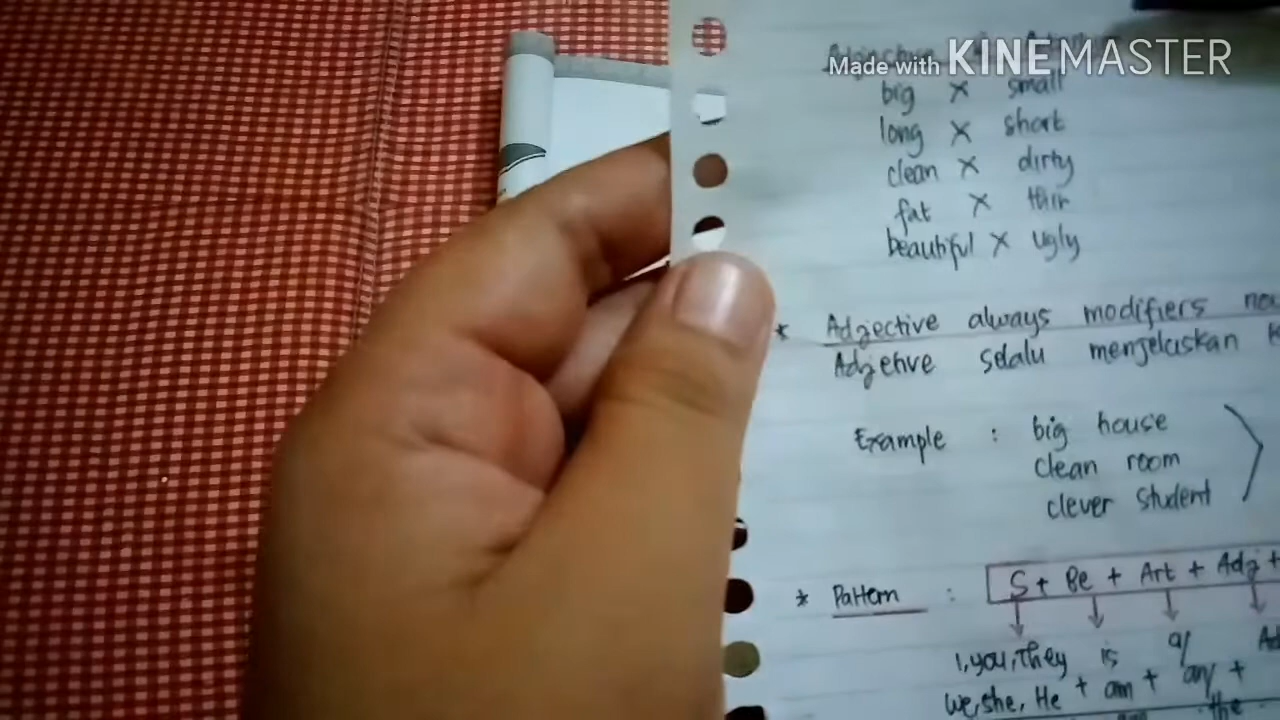 Made with KINEMASTER
big × small
long × short
clean × dirty
fat × thin
beautiful × ugly
* Adjective always modifiers
Adjective selalu menjelaskan
Example : big house
clean room
clever student
* Pattern : S + Be + Art + Adj +
I, you, They is a/
we, she, He + am + an/ +
the